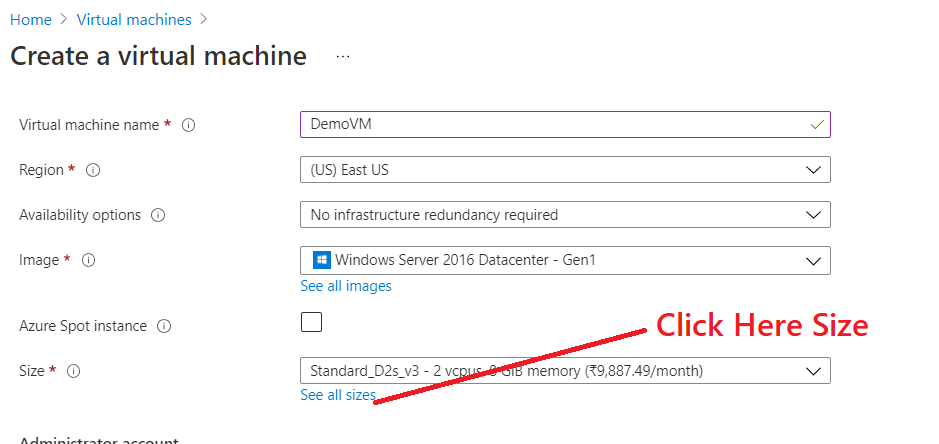 Home > Virtual machines >
Create a virtual machine ...
Virtual machine name *
DemoVM
Region *
(US) East US
Availability options
No infrastructure redundancy required
Image *
Windows Server 2016 Datacenter - Gen1
See all images
Azure Spot instance
Click Here Size
Size *
Standard_D2s_v3 - 2 vcpus, 8 GiB memory (₹9,887.49/month)
See all sizes
Administrator account